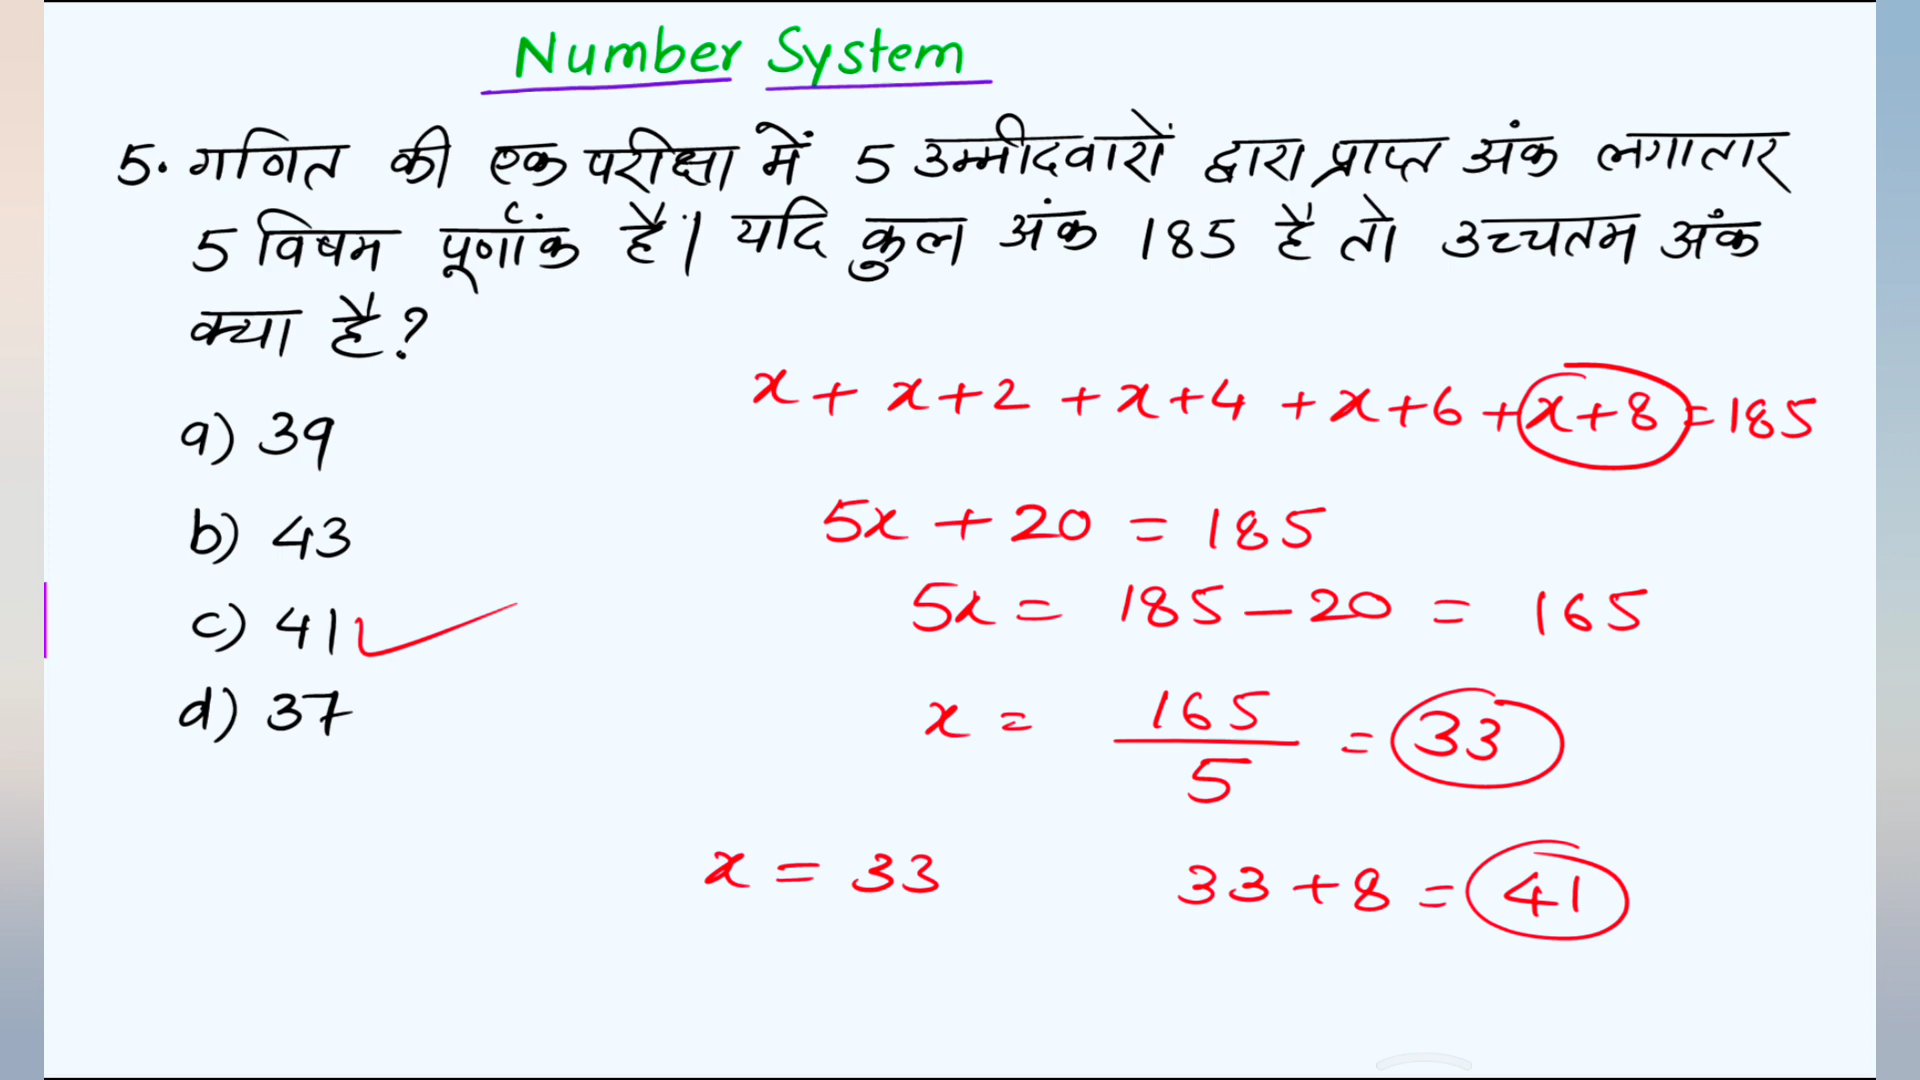 Number System
5. गणित की एक परीक्षा में 5 उम्मीदवारों द्वारा प्राप्त अंक लगातार
5 विषम पूर्णांक हैं। यदि कुल अंक 185 है तो उच्चतम अंक
क्या है?
a) 39
b) 43
c) 41
d) 37
x + x+2 + x+4 + x+6 + x+8 = 185
5x + 20 = 185
5x = 185 - 20 = 165
x = 165/5 = 33
x = 33 33 + 8 = 41